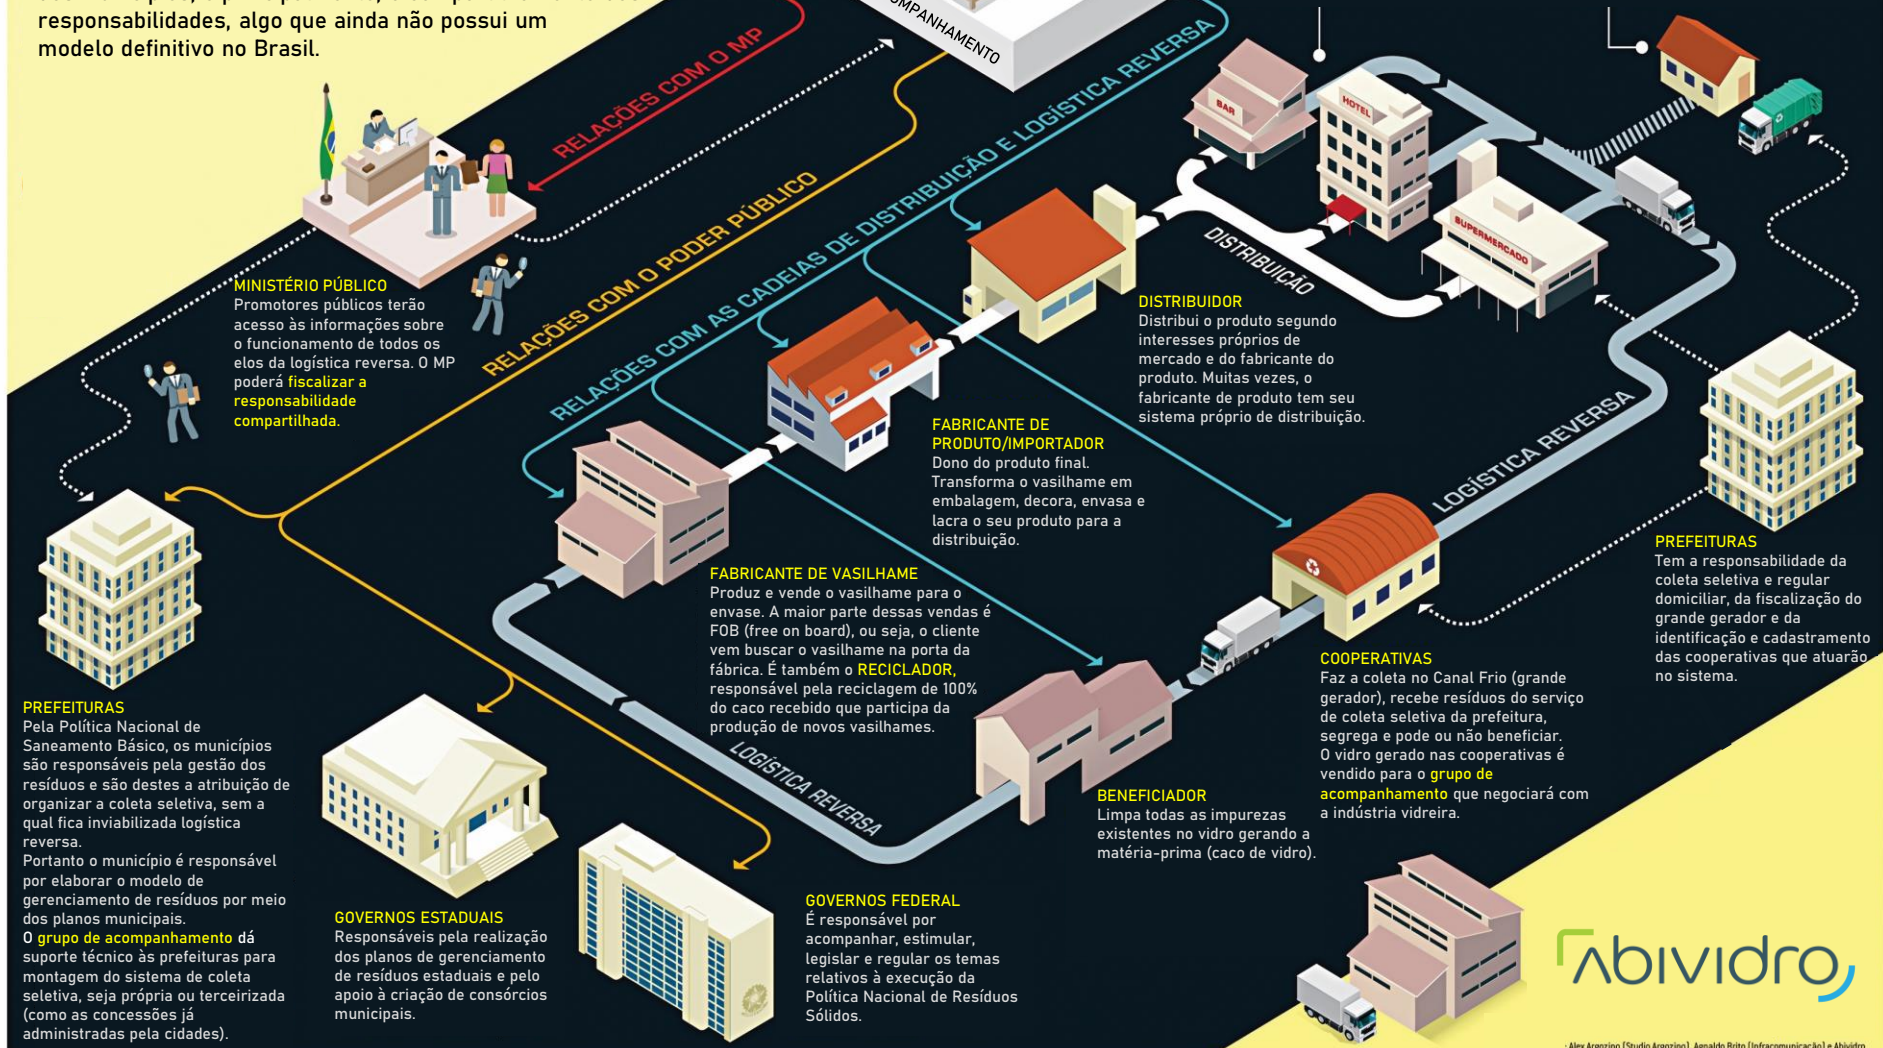 responsabilidades, algo que ainda não possui um
modelo definitivo no Brasil.
OMPANHAMENTO
RELAÇÕES COM O MP
RELAÇÕES COM O PODER PÚBLICO
RELAÇÕES COM AS CADEIAS DE DISTRIBUIÇÃO E LOGÍSTICA REVERSA
BAR
HOTEL
SUPERMERCADO
DISTRIBUIÇÃO
MINISTÉRIO PÚBLICO
Promotores públicos terão
acesso às informações sobre
o funcionamento de todos os
elos da logística reversa. O MP
poderá fiscalizar a
responsabilidade
compartilhada.
DISTRIBUIDOR
Distribui o produto segundo
interesses próprios de
mercado e do fabricante do
produto. Muitas vezes, o
fabricante de produto tem seu
sistema próprio de distribuição.
FABRICANTE DE
PRODUTO/IMPORTADOR
Dono do produto final.
Transforma o vasilhame em
embalagem, decora, envasa e
lacra o seu produto para a
distribuição.
LOGÍSTICA REVERSA
PREFEITURAS
Tem a responsabilidade da
coleta seletiva e regular
domiciliar, da fiscalização do
grande gerador e da
identificação e cadastramento
das cooperativas que atuarão
no sistema.
FABRICANTE DE VASILHAME
Produz e vende o vasilhame para o
envase. A maior parte dessas vendas é
FOB (free on board), ou seja, o cliente
vem buscar o vasilhame na porta da
fábrica. É também o RECICLADOR,
responsável pela reciclagem de 100%
do caco recebido que participa da
produção de novos vasilhames.
COOPERATIVAS
Faz a coleta no Canal Frio (grande
gerador), recebe resíduos do serviço
de coleta seletiva da prefeitura,
segrega e pode ou não beneficiar.
O vidro gerado nas cooperativas é
vendido para o grupo de
acompanhamento que negociará com
a indústria vidreira.
PREFEITURAS
Pela Política Nacional de
Saneamento Básico, os municípios
são responsáveis pela gestão dos
resíduos e são destes a atribuição de
organizar a coleta seletiva, sem a
qual fica inviabilizada logística
reversa.
Portanto o município é responsável
por elaborar o modelo de
gerenciamento de resíduos por meio
dos planos municipais.
O grupo de acompanhamento dá
suporte técnico às prefeituras para
montagem do sistema de coleta
seletiva, seja própria ou terceirizada
(como as concessões já
administradas pela cidades).
LOGÍSTICA REVERSA
BENEFICIADOR
Limpa todas as impurezas
existentes no vidro gerando a
matéria-prima (caco de vidro).
GOVERNOS ESTADUAIS
Responsáveis pela realização
dos planos de gerenciamento
de resíduos estaduais e pelo
apoio à criação de consórcios
municipais.
GOVERNOS FEDERAL
É responsável por
acompanhar, estimular,
legislar e regular os temas
relativos à execução da
Política Nacional de Resíduos
Sólidos.
Abividro
: Alex Argozino (Studio Argozino), Agnaldo Brito (Infracomunicação) e Abividro